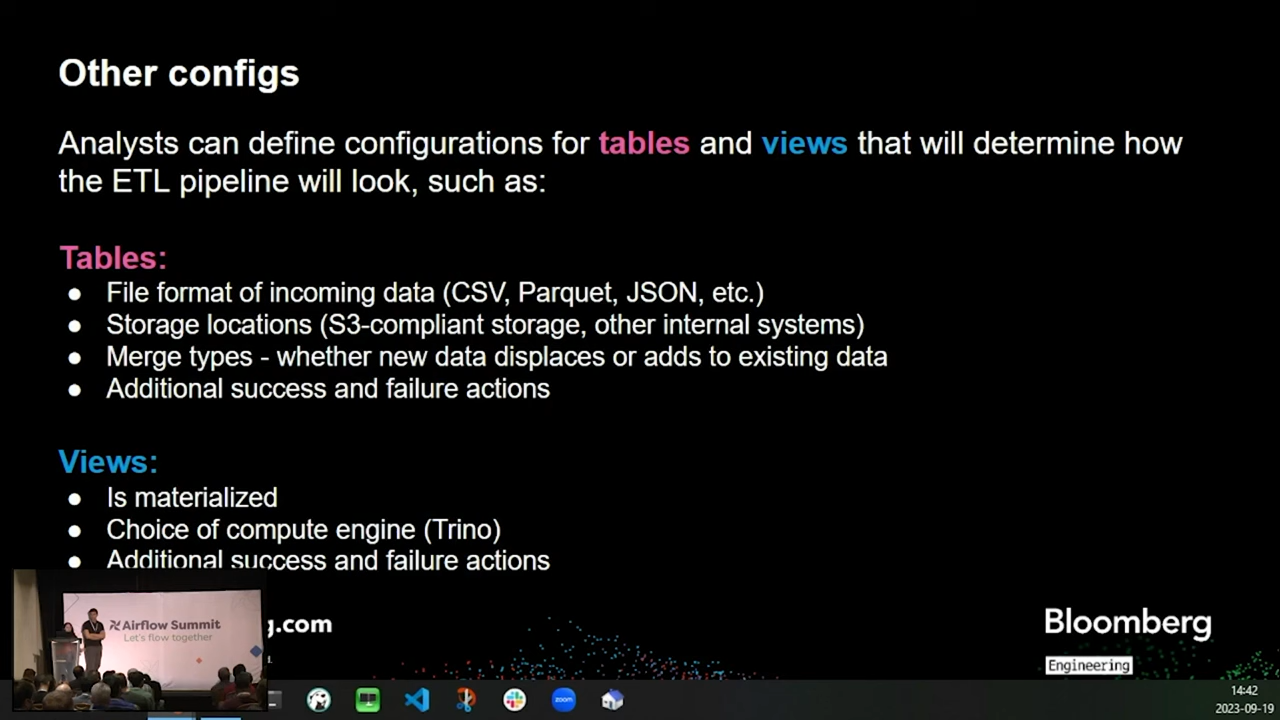 Other configs
Analysts can define configurations for tables and views that will determine how
the ETL pipeline will look, such as:
Tables:
● File format of incoming data (CSV, Parquet, JSON, etc.)
● Storage locations (S3-compliant storage, other internal systems)
● Merge types - whether new data displaces or adds to existing data
● Additional success and failure actions
Views:
● Is materialized
● Choice of compute engine (Trino)
● Additional success and failure actions
Airflow Summit
Let's flow together
g.com
Bloomberg
Engineering
zoom
14:42
2023-09-19